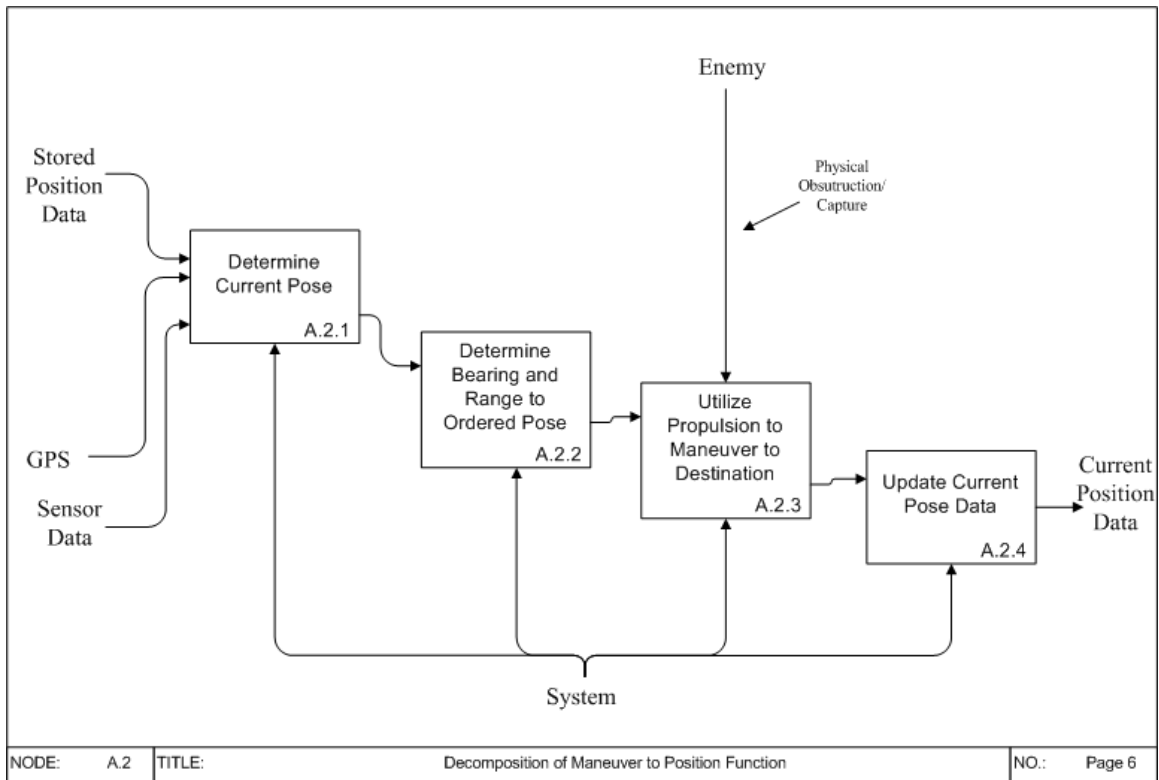 Enemy
Stored
Position
Data
Physical
Obsutruction/
Capture
Determine
Current Pose
A.2.1
Determine
Bearing and
Range to
Ordered Pose
A.2.2
Utilize
Propulsion to
Maneuver to
Destination
A.2.3
GPS
Sensor
Data
Update Current
Pose Data
A.2.4
Current
Position
Data
System
NODE: A.2 TITLE: Decomposition of Maneuver to Position Function NO.: Page 6